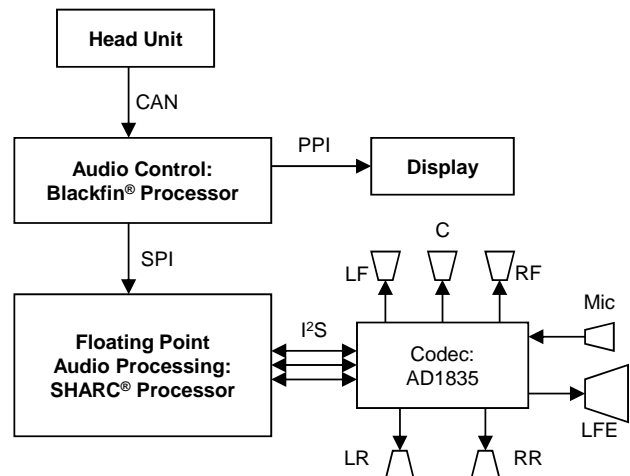 Head Unit
CAN
Audio Control:
Blackfin® Processor
PPI
Display
SPI
Floating Point
Audio Processing:
SHARC® Processor
I²S
Codec:
AD1835
LF
C
RF
Mic
LFE
LR
RR